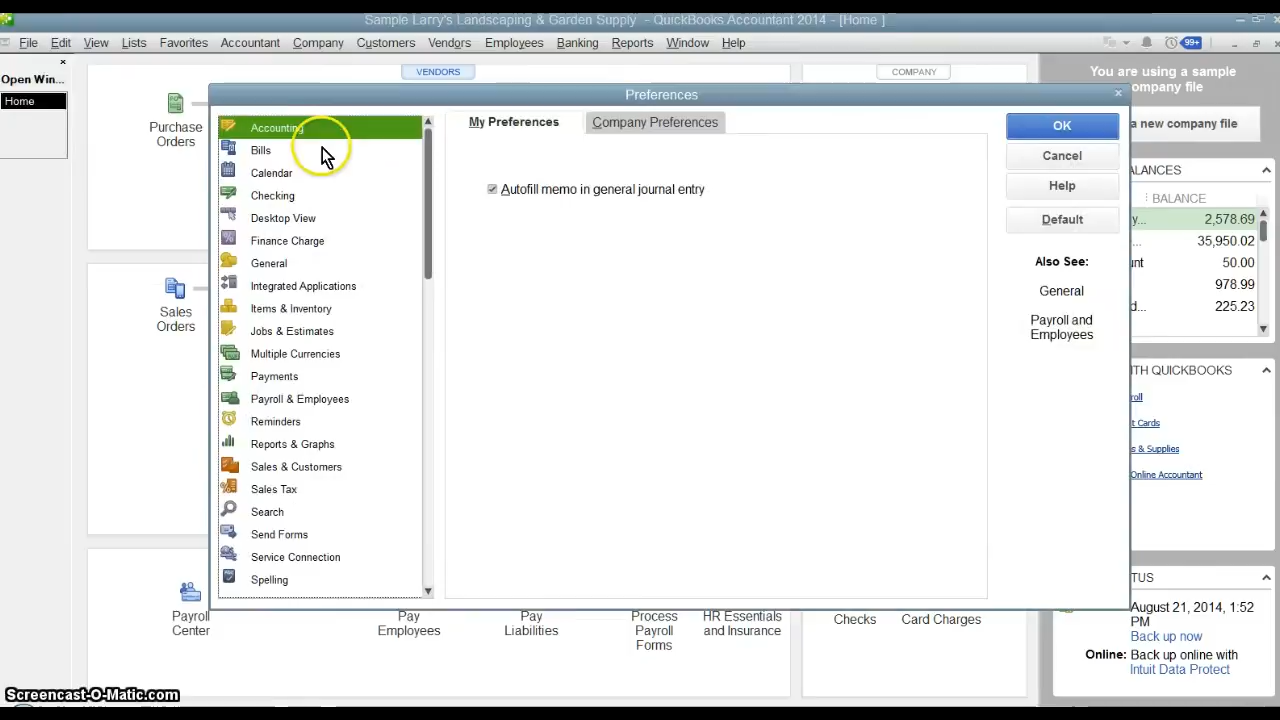 Sample Larry's Landscaping & Garden Supply - QuickBooks Accountant 2014 - [Home ]
File Edit View Lists Favorites Accountant Company Customers Vendors Employees Banking Reports Window Help
99+
Open Win...
Home
VENDORS
COMPANY
Purchase
Orders
Sales
Orders
Payroll
Center
Pay
Employees
Pay
Liabilities
Process
Payroll
Forms
HR Essentials
and Insurance
Checks
Card Charges
Preferences
Accounting
Bills
Calendar
Checking
Desktop View
Finance Charge
General
Integrated Applications
Items & Inventory
Jobs & Estimates
Multiple Currencies
Payments
Payroll & Employees
Reminders
Reports & Graphs
Sales & Customers
Sales Tax
Search
Send Forms
Service Connection
Spelling
My Preferences
Company Preferences
Autofill memo in general journal entry
OK
Cancel
Help
Default
Also See:
General
Payroll and
Employees
You are using a sample
company file
a new company file
ALANCES
BALANCE
y... 2,578.69
... 35,950.02
unt 50.00
978.99
d... 225.23
ITH QUICKBOOKS
roll
t Cards
s & Supplies
Online Accountant
TUS
August 21, 2014, 1:52
PM
Back up now
Online: Back up online with
Intuit Data Protect
Screencast-O-Matic.com